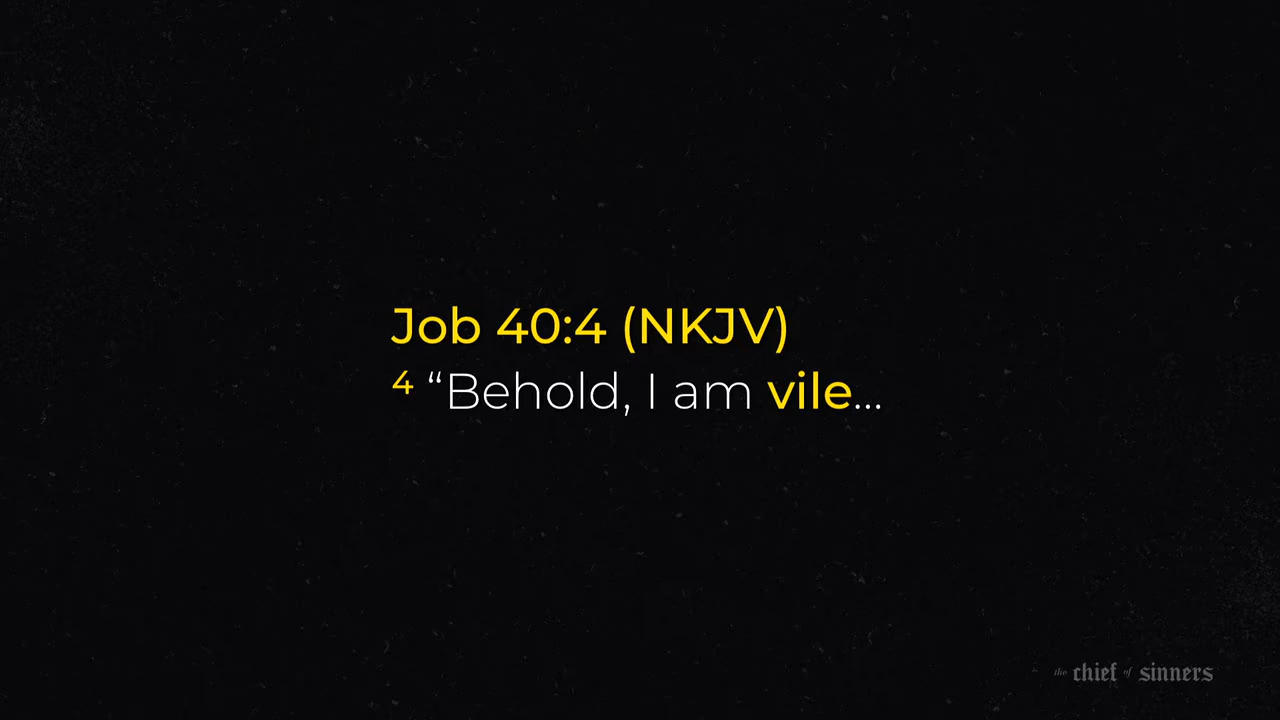 Job 40:4 (NKJV)
⁴ “Behold, I am vile...
the chief of sinners